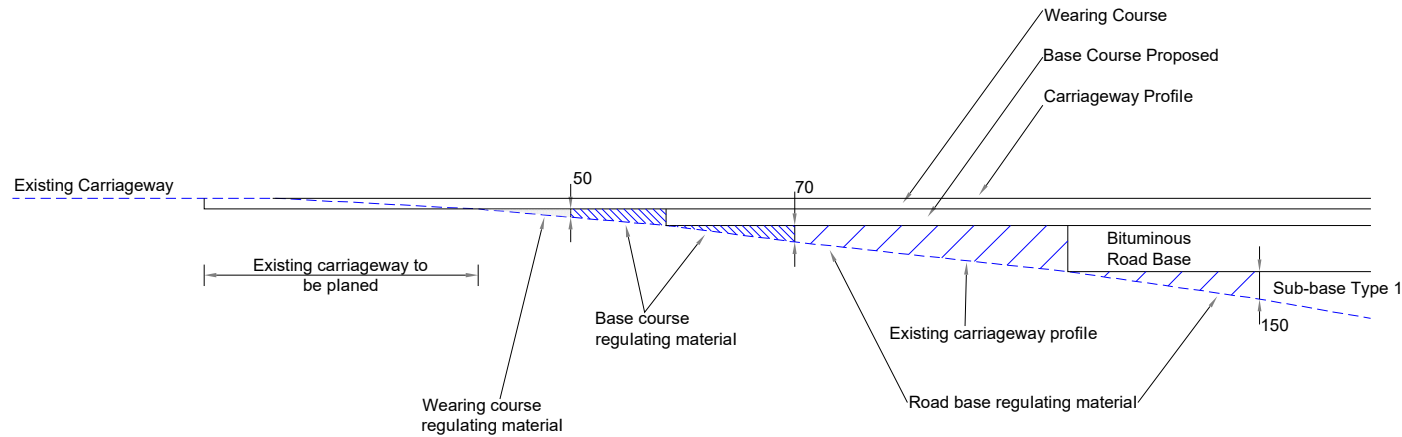 Wearing Course
Base Course Proposed
Carriageway Profile
Existing Carriageway
50
70
Bituminous
Road Base
Existing carriageway to
be planed
Sub-base Type 1
150
Base course
regulating material
Existing carriageway profile
Wearing course
regulating material
Road base regulating material